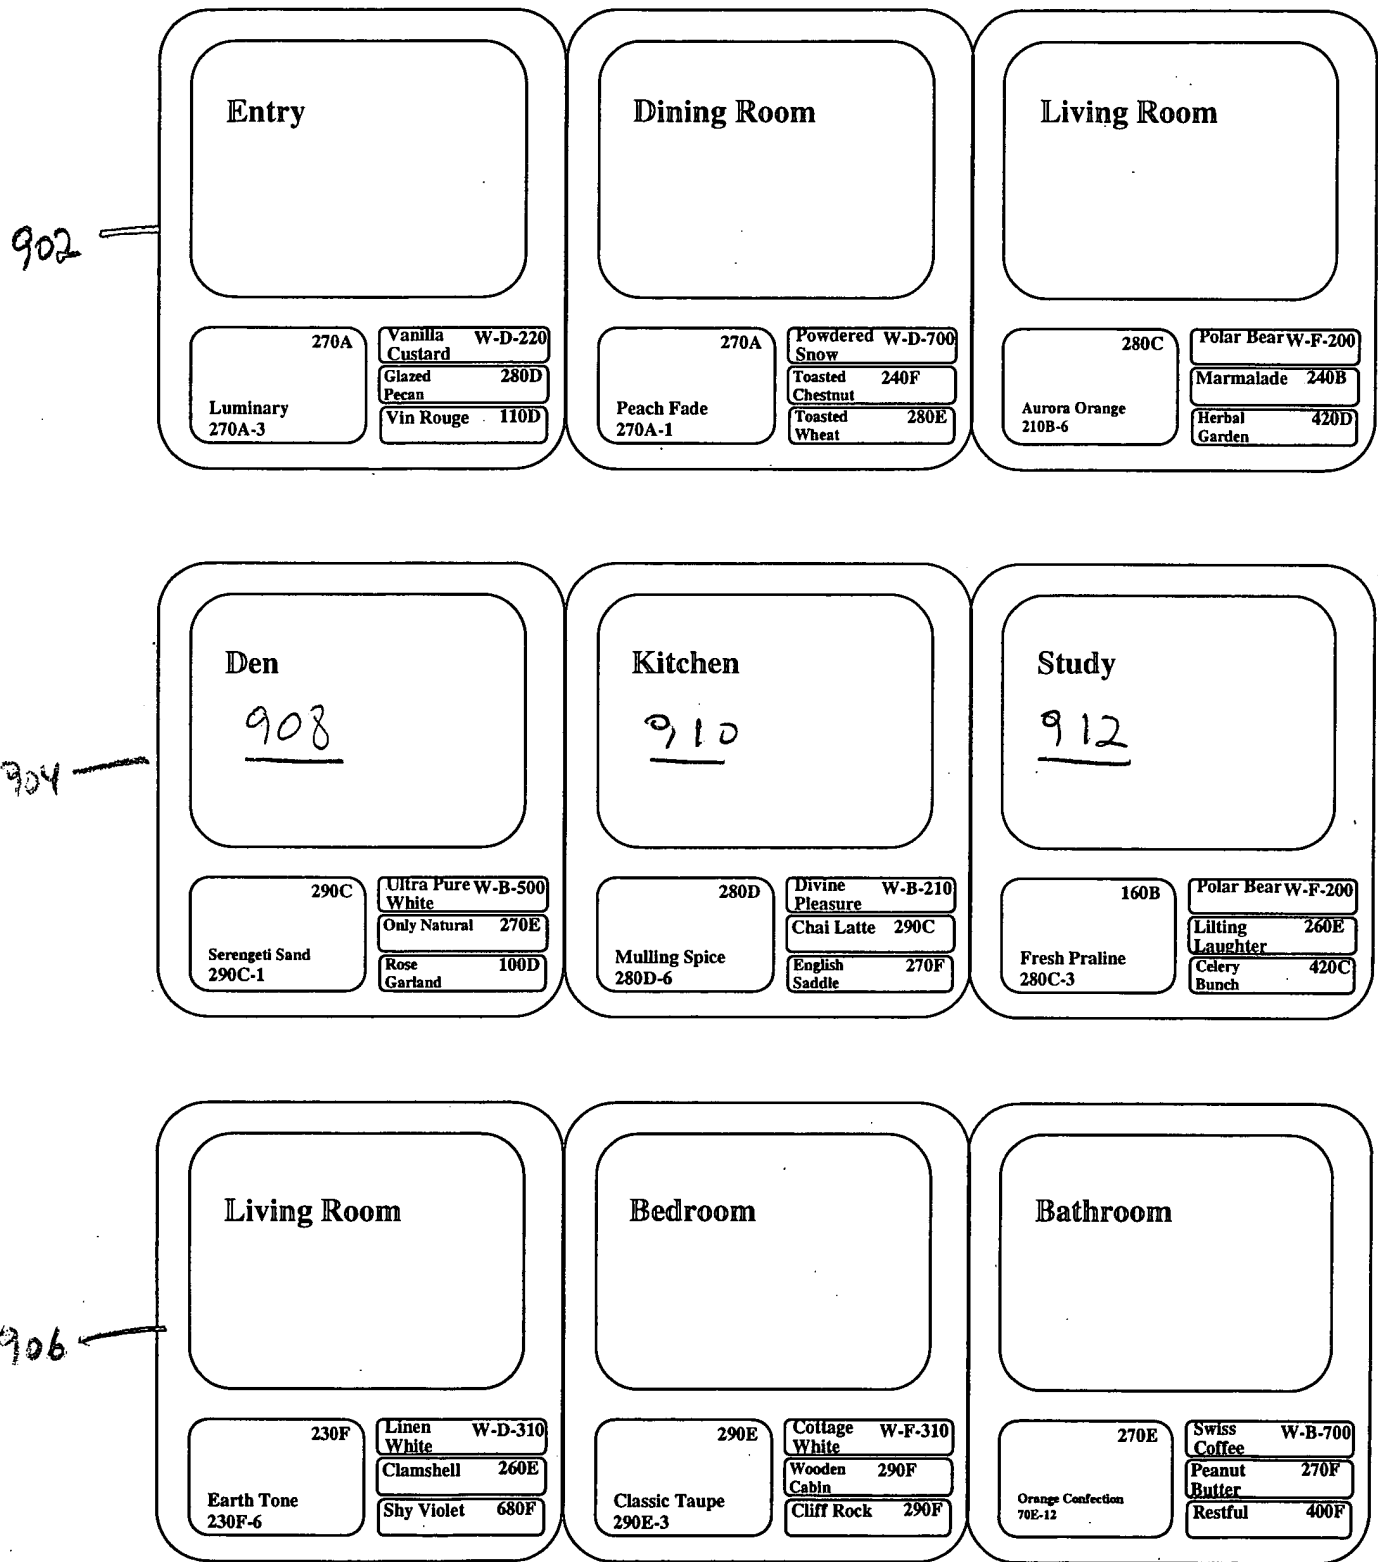 Entry
Dining Room
Living Room
902
270A
Luminary
270A-3
Vanilla Custard W-D-220
Glazed Pecan 280D
Vin Rouge 110D
270A
Peach Fade
270A-1
Powdered Snow W-D-700
Toasted Chestnut 240F
Toasted Wheat 280E
280C
Aurora Orange
210B-6
Polar Bear W-F-200
Marmalade 240B
Herbal Garden 420D
Den
908
Kitchen
910
Study
912
904
290C
Serengeti Sand
290C-1
Ultra Pure White W-B-500
Only Natural 270E
Rose Garland 100D
280D
Mulling Spice
280D-6
Divine Pleasure W-B-210
Chai Latte 290C
English Saddle 270F
160B
Fresh Praline
280C-3
Polar Bear W-F-200
Lilting Laughter 260E
Celery Bunch 420C
Living Room
Bedroom
Bathroom
906
230F
Earth Tone
230F-6
Linen White W-D-310
Clamshell 260E
Shy Violet 680F
290E
Classic Taupe
290E-3
Cottage White W-F-310
Wooden Cabin 290F
Cliff Rock 290F
270E
Orange Confection
70E-12
Swiss Coffee W-B-700
Peanut Butter 270F
Restful 400F